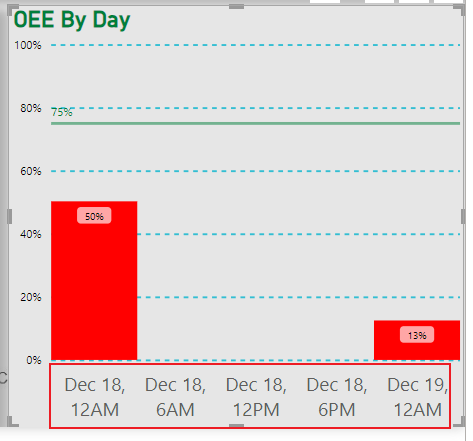 OEE By Day
100%
80%
75%
60%
40%
50%
20%
13%
0%
C
Dec 18, Dec 18, Dec 18, Dec 18, Dec 19,
12AM 6AM 12PM 6PM 12AM